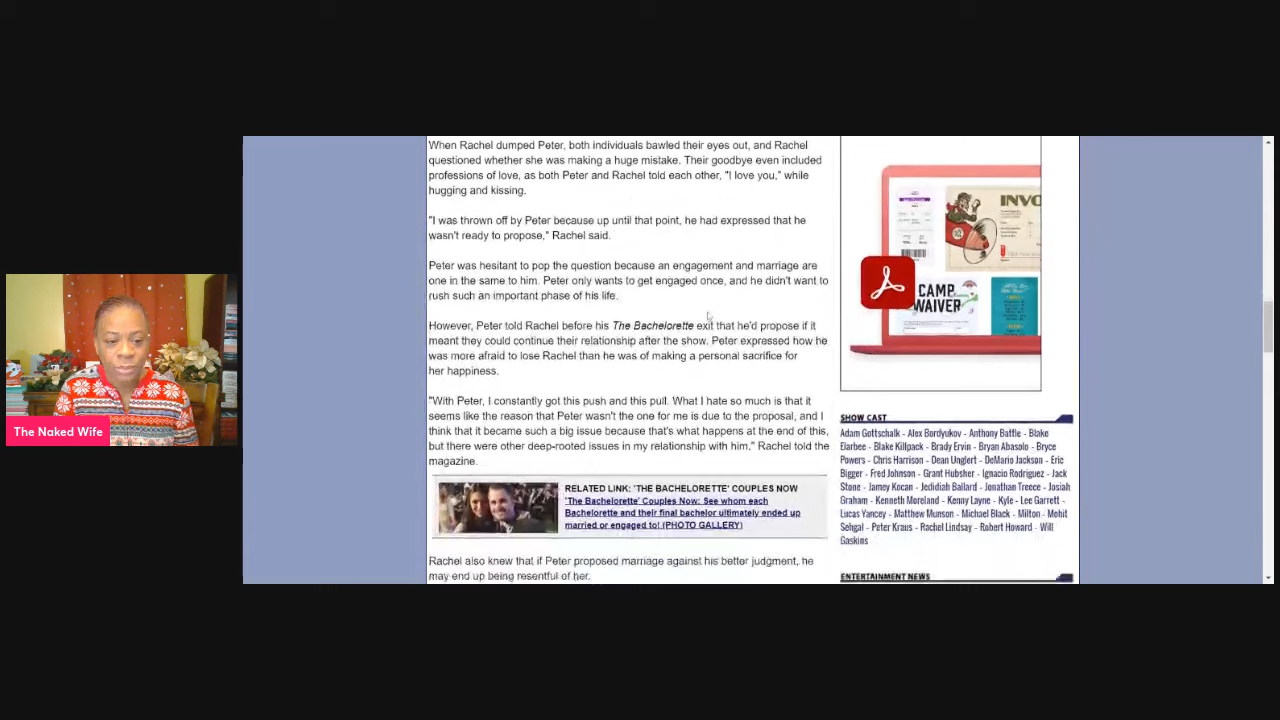 When Rachel dumped Peter, both individuals bawled their eyes out, and Rachel
questioned whether she was making a huge mistake. Their goodbye even included
professions of love, as both Peter and Rachel told each other, "I love you," while
hugging and kissing.
"I was thrown off by Peter because up until that point, he had expressed that he
wasn't ready to propose," Rachel said.
Peter was hesitant to pop the question because an engagement and marriage are
one in the same to him. Peter only wants to get engaged once, and he didn't want to
rush such an important phase of his life.
However, Peter told Rachel before his The Bachelorette exit that he'd propose if it
meant they could continue their relationship after the show. Peter expressed how he
was more afraid to lose Rachel than he was of making a personal sacrifice for
her happiness.
"With Peter, I constantly got this push and this pull. What I hate so much is that it
seems like the reason that Peter wasn't the one for me is due to the proposal, and I
think that it became such a big issue because that's what happens at the end of this,
but there were other deep-rooted issues in my relationship with him," Rachel told the
magazine.
RELATED LINK: 'THE BACHELORETTE' COUPLES NOW
'The Bachelorette' Couples Now: See whom each
Bachelorette and their final bachelor ultimately ended up
married or engaged to! (PHOTO GALLERY)
Rachel also knew that if Peter proposed marriage against his better judgment, he
may end up being resentful of her.
INVO
CAMP
WAIVER
SHOW CAST
Adam Gottschalk - Alex Bordyukov - Anthony Battle - Blake
Elarbee - Blake Killpack - Brady Ervin - Bryan Abasolo - Bryce
Powers - Chris Harrison - Dean Unglert - DeMario Jackson - Eric
Bigger - Fred Johnson - Grant Hubsher - Ignacio Rodriguez - Jack
Stone - Jamey Kocan - Jedidiah Ballard - Jonathan Treece - Josiah
Graham - Kenneth Moreland - Kenny Layne - Kyle - Lee Garrett -
Lucas Yancey - Matthew Munson - Michael Black - Milton - Mohit
Sehgal - Peter Kraus - Rachel Lindsay - Robert Howard - Will
Gaskins
ENTERTAINMENT NEWS
The Naked Wife